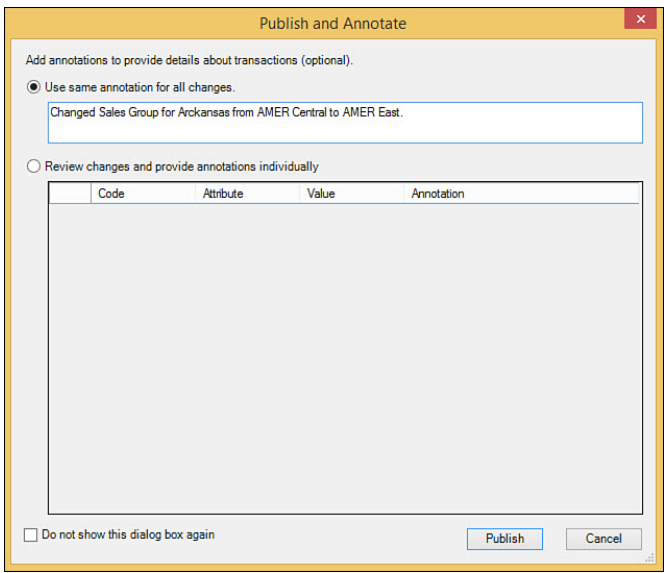 Publish and Annotate
Add annotations to provide details about transactions (optional).
Use same annotation for all changes.
Changed Sales Group for Arckansas from AMER Central to AMER East.
Review changes and provide annotations individually
Code Attribute Value Annotation
Do not show this dialog box again
Publish Cancel